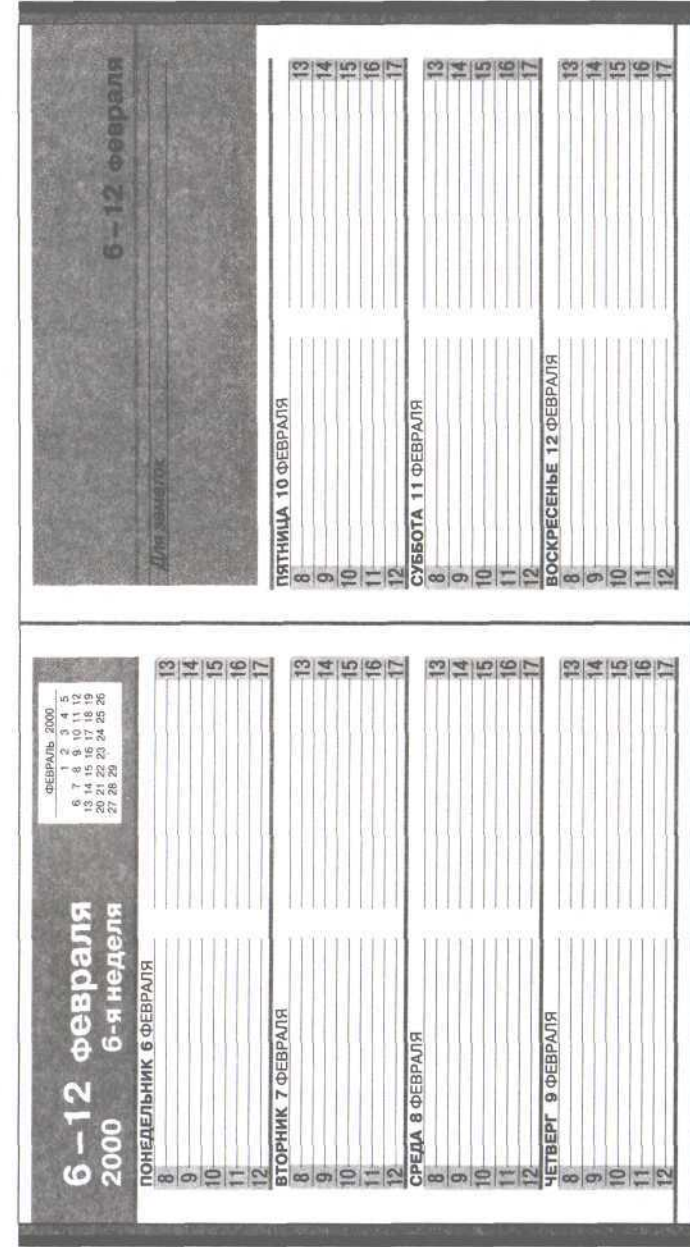 6–12 февраля
2000 6-я неделя
ФЕВРАЛЬ 2000
1 2 3 4 5
6 7 8 9 10 11 12
13 14 15 16 17 18 19
20 21 22 23 24 25 26
27 28 29
ПОНЕДЕЛЬНИК 6 ФЕВРАЛЯ
8 13
9 14
10 15
11 16
12 17
ВТОРНИК 7 ФЕВРАЛЯ
8 13
9 14
10 15
11 16
12 17
СРЕДА 8 ФЕВРАЛЯ
8 13
9 14
10 15
11 16
12 17
ЧЕТВЕРГ 9 ФЕВРАЛЯ
8 13
9 14
10 15
11 16
12 17
6–12 февраля
Для заметок
ПЯТНИЦА 10 ФЕВРАЛЯ
8 13
9 14
10 15
11 16
12 17
СУББОТА 11 ФЕВРАЛЯ
8 13
9 14
10 15
11 16
12 17
ВОСКРЕСЕНЬЕ 12 ФЕВРАЛЯ
8 13
9 14
10 15
11 16
12 17